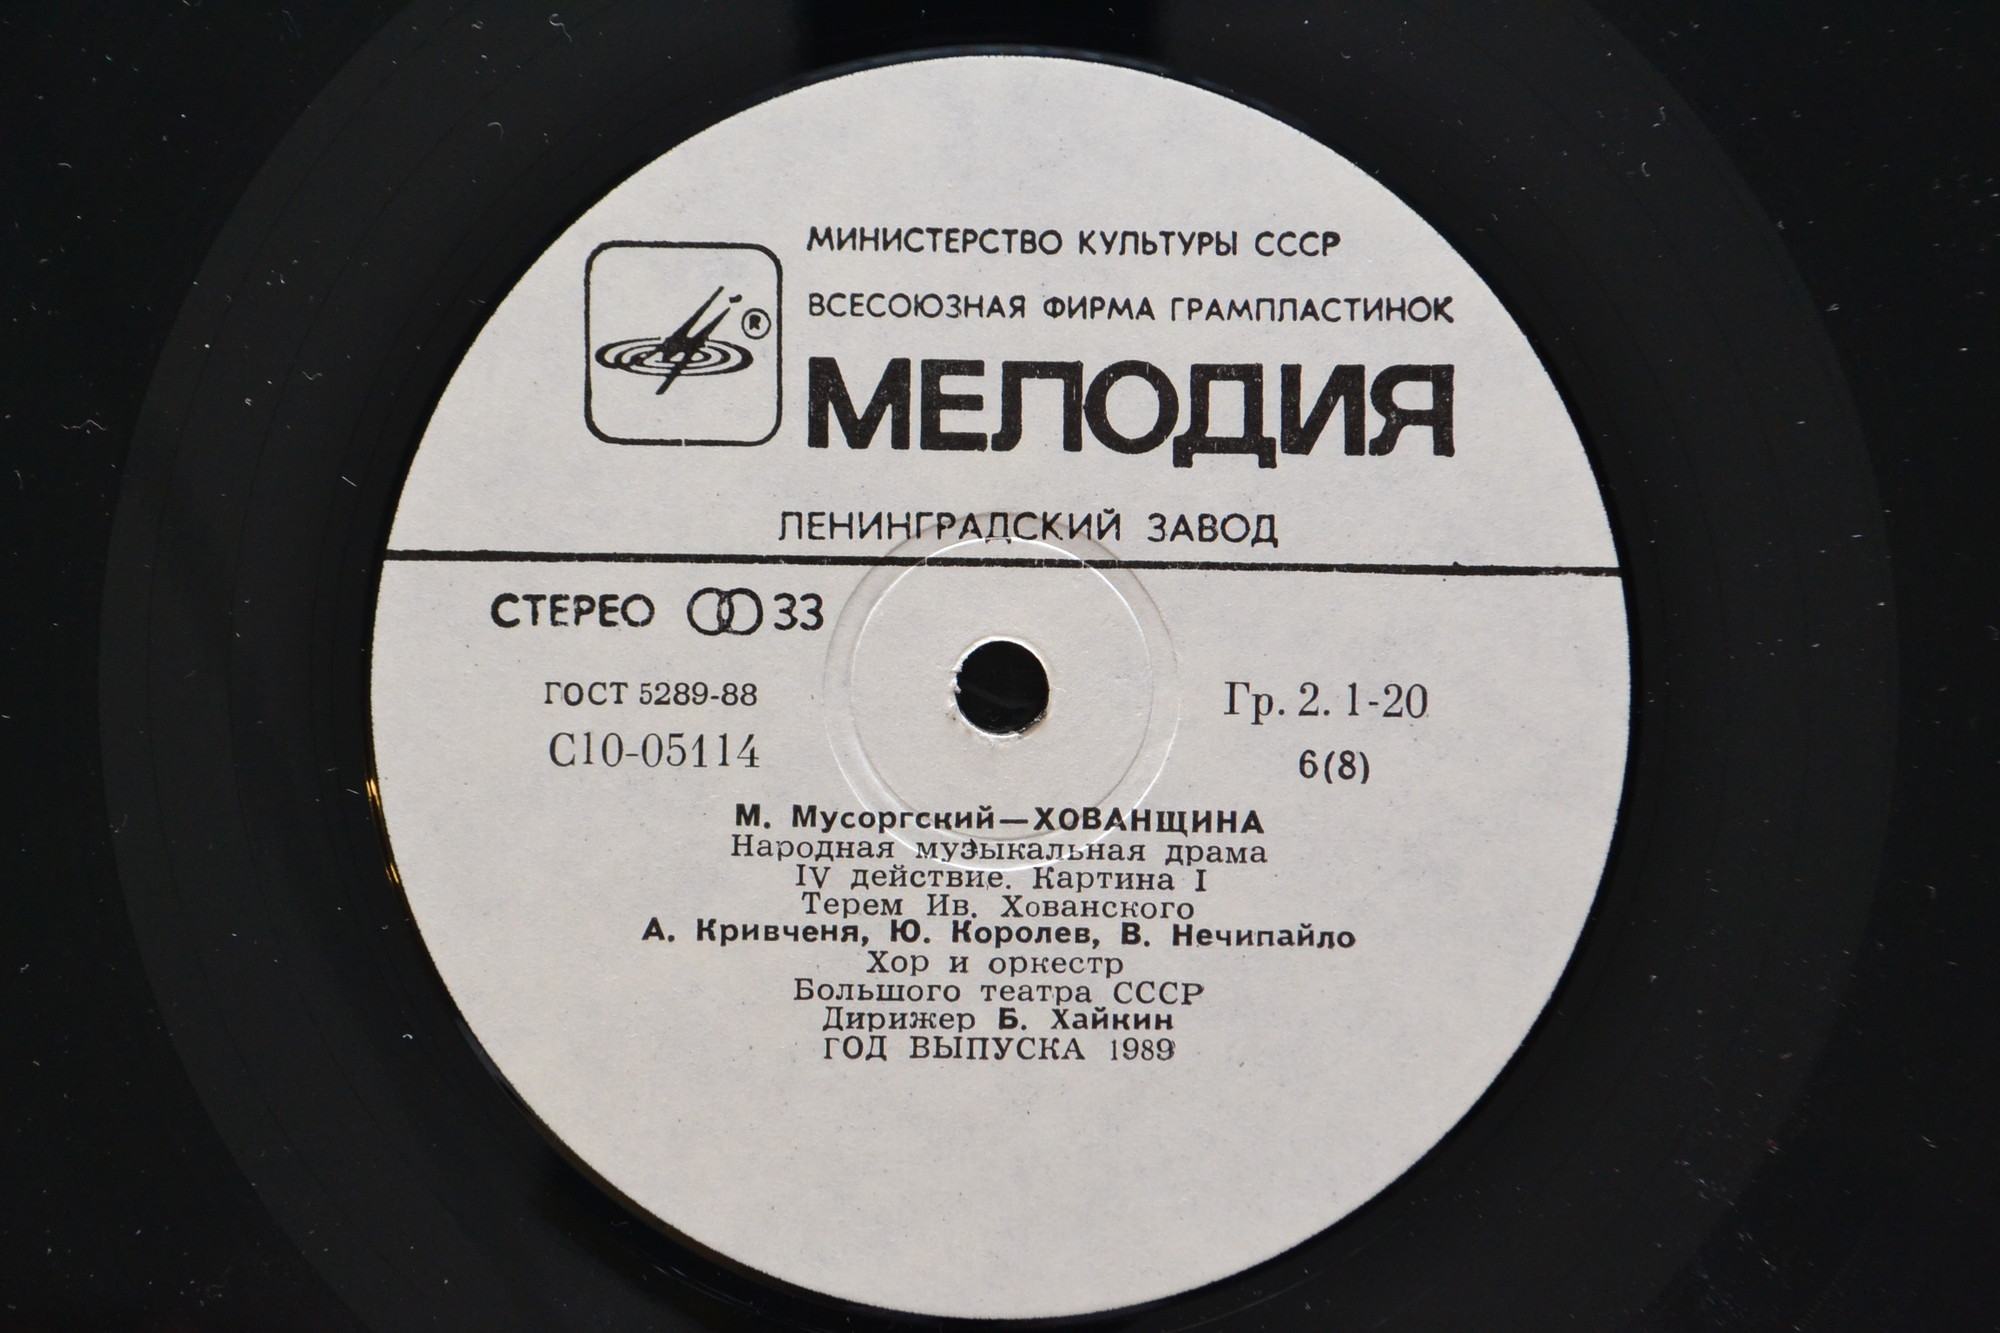 МИНИСТЕРСТВО КУЛЬТУРЫ СССР
ВСЕСОЮЗНАЯ ФИРМА ГРАМПЛАСТИНОК
®
МЕЛОДИЯ
ЛЕНИНГРАДСКИЙ ЗАВОД
СТЕРЕО 33
ГОСТ 5289-88
Гр. 2. 1-20
С10-05114
6(8)
М. Мусоргский—ХОВАНЩИНА
Народная музыкальная драма
IV действие. Картина I
Терем Ив. Хованского
А. Кривченя, Ю. Королев, В. Нечипайло
Хор и оркестр
Большого театра СССР
Дирижер Б. Хайкин
ГОД ВЫПУСКА 1989